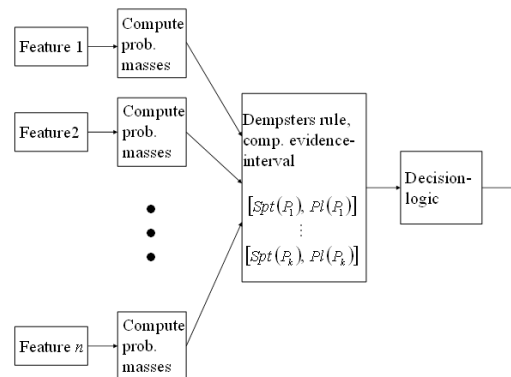 Feature 1
Compute
prob.
masses
Feature2
Compute
prob.
masses
Feature n
Compute
prob.
masses
Dempsters rule,
comp. evidence-
interval
[Spt(P₁), Pl(P₁)]
⋮
[Spt(Pₖ), Pl(Pₖ)]
Decision-
logic